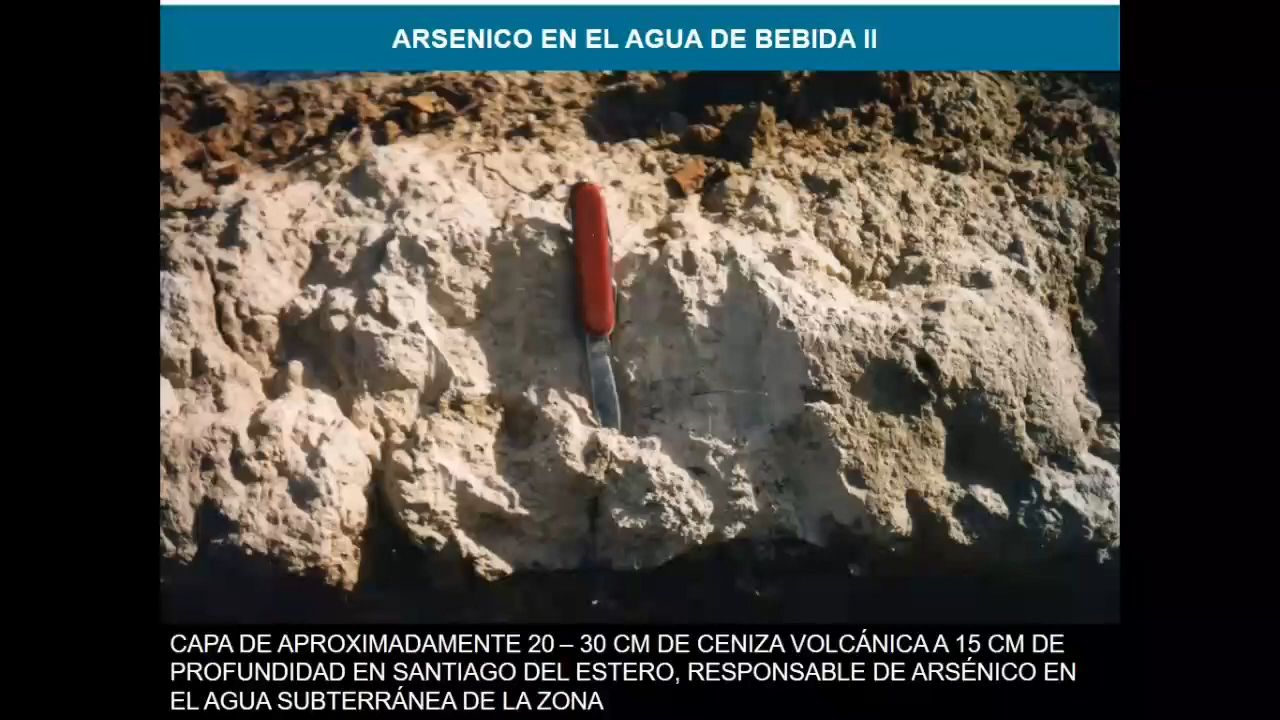 ARSENICO EN EL AGUA DE BEBIDA II
CAPA DE APROXIMADAMENTE 20 – 30 CM DE CENIZA VOLCÁNICA A 15 CM DE
PROFUNDIDAD EN SANTIAGO DEL ESTERO, RESPONSABLE DE ARSÉNICO EN
EL AGUA SUBTERRÁNEA DE LA ZONA